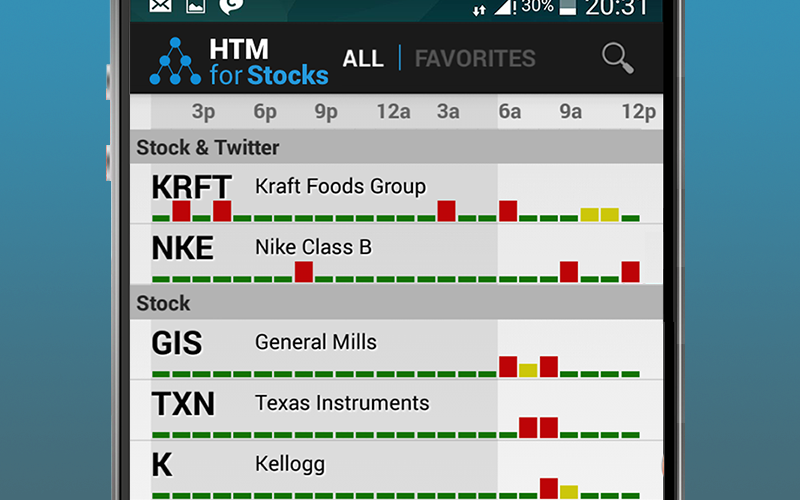 30% 20:31
HTM
for Stocks
ALL | FAVORITES
3p 6p 9p 12a 3a 6a 9a 12p
Stock & Twitter
KRFT Kraft Foods Group
NKE Nike Class B
Stock
GIS General Mills
TXN Texas Instruments
K Kellogg